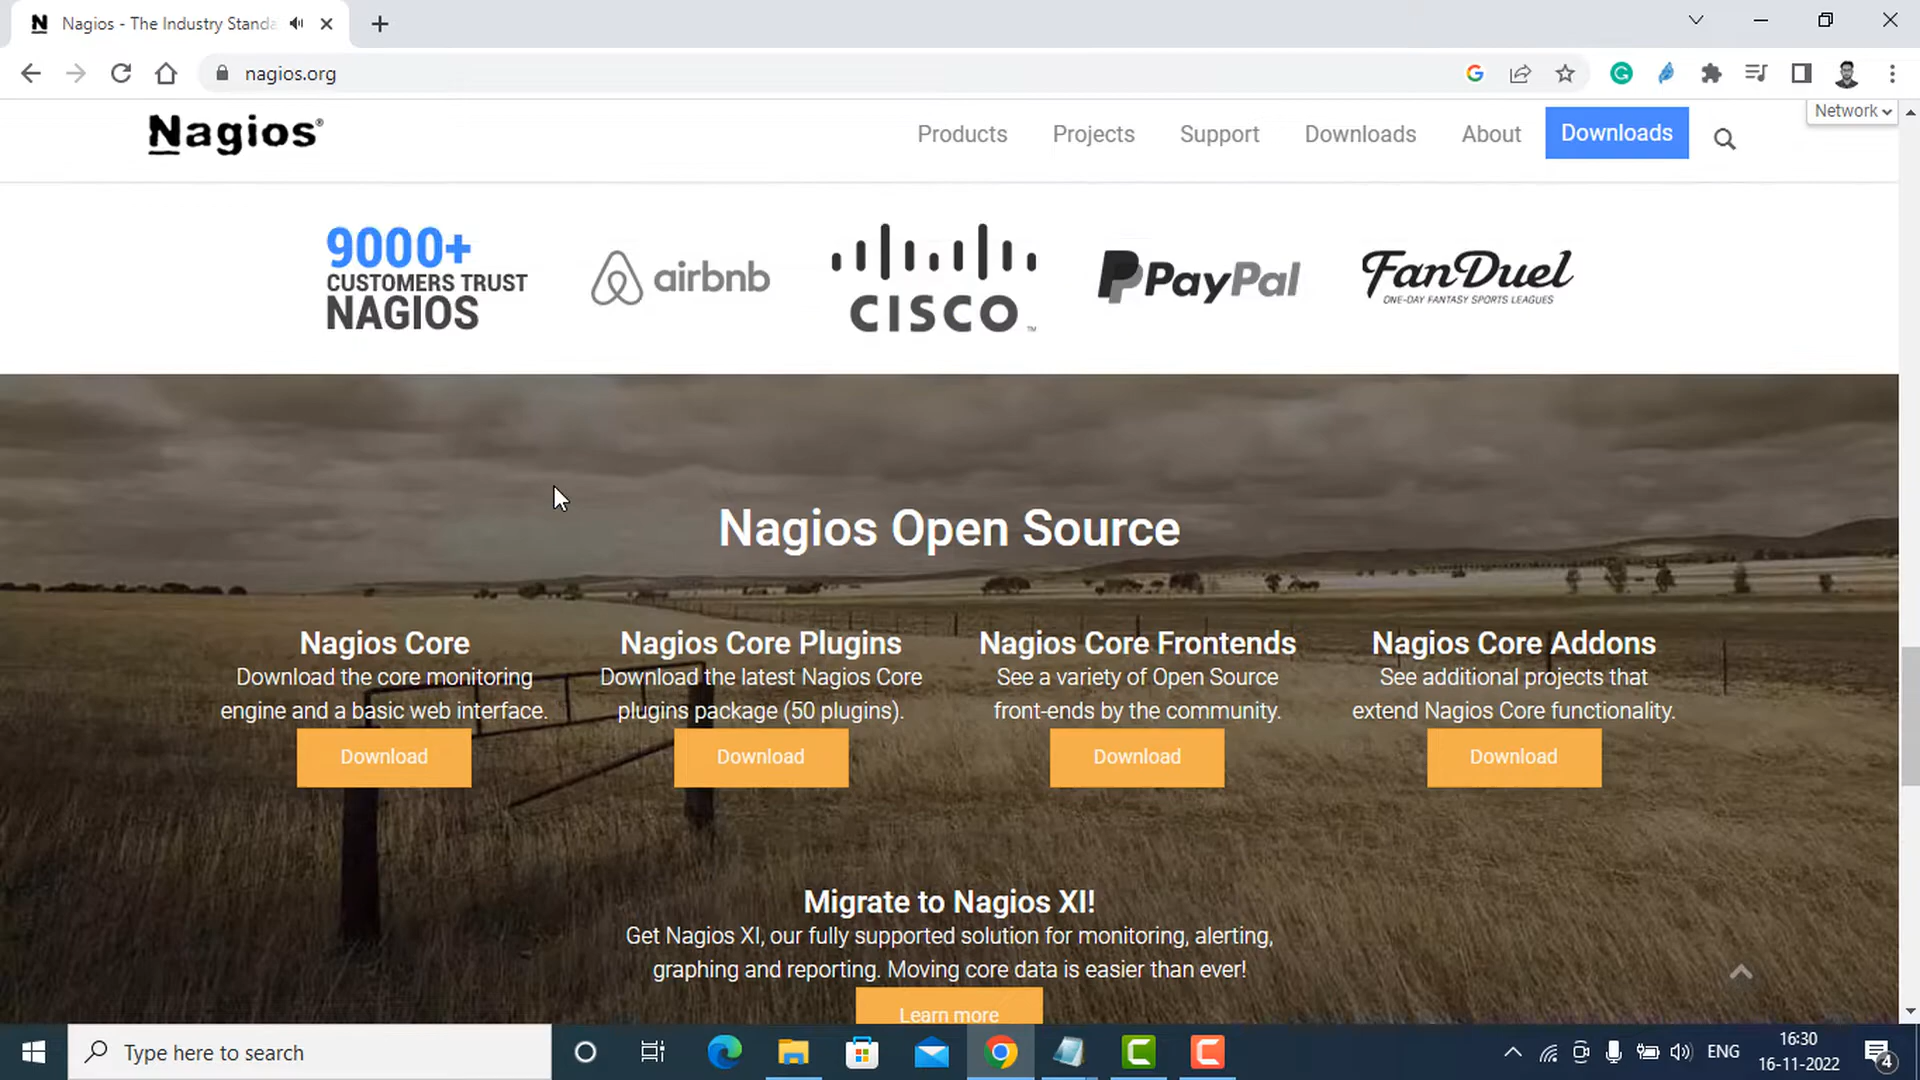 Nagios - The Industry Standa
nagios.org
Network
Nagios®
Products
Projects
Support
Downloads
About
Downloads
9000+
CUSTOMERS TRUST
NAGIOS
airbnb
CISCO™
PayPal
FanDuel
ONE-DAY FANTASY SPORTS LEAGUES
Nagios Open Source
Nagios Core
Download the core monitoring
engine and a basic web interface.
Download
Nagios Core Plugins
Download the latest Nagios Core
plugins package (50 plugins).
Download
Nagios Core Frontends
See a variety of Open Source
front-ends by the community.
Download
Nagios Core Addons
See additional projects that
extend Nagios Core functionality.
Download
Migrate to Nagios XI!
Get Nagios XI, our fully supported solution for monitoring, alerting,
graphing and reporting. Moving core data is easier than ever!
Learn more
Type here to search
ENG
16:30
16-11-2022
4